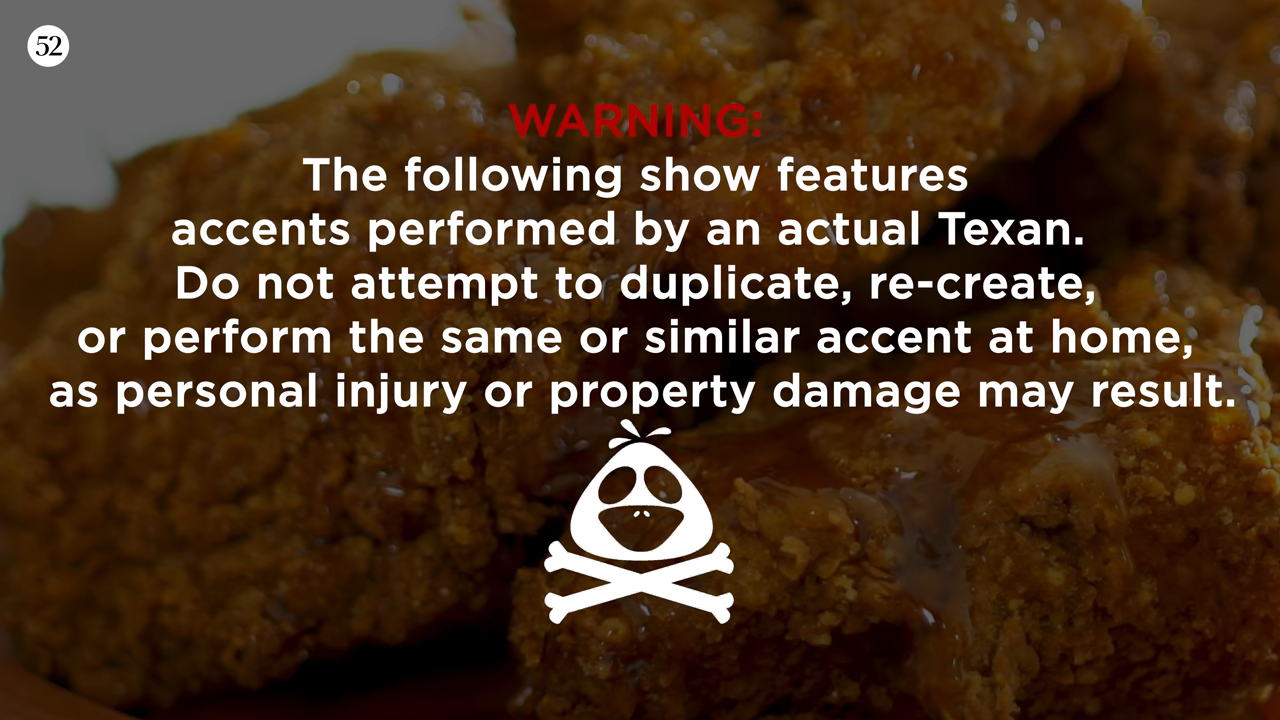 52
WARNING:
The following show features
accents performed by an actual Texan.
Do not attempt to duplicate, re-create,
or perform the same or similar accent at home,
as personal injury or property damage may result.